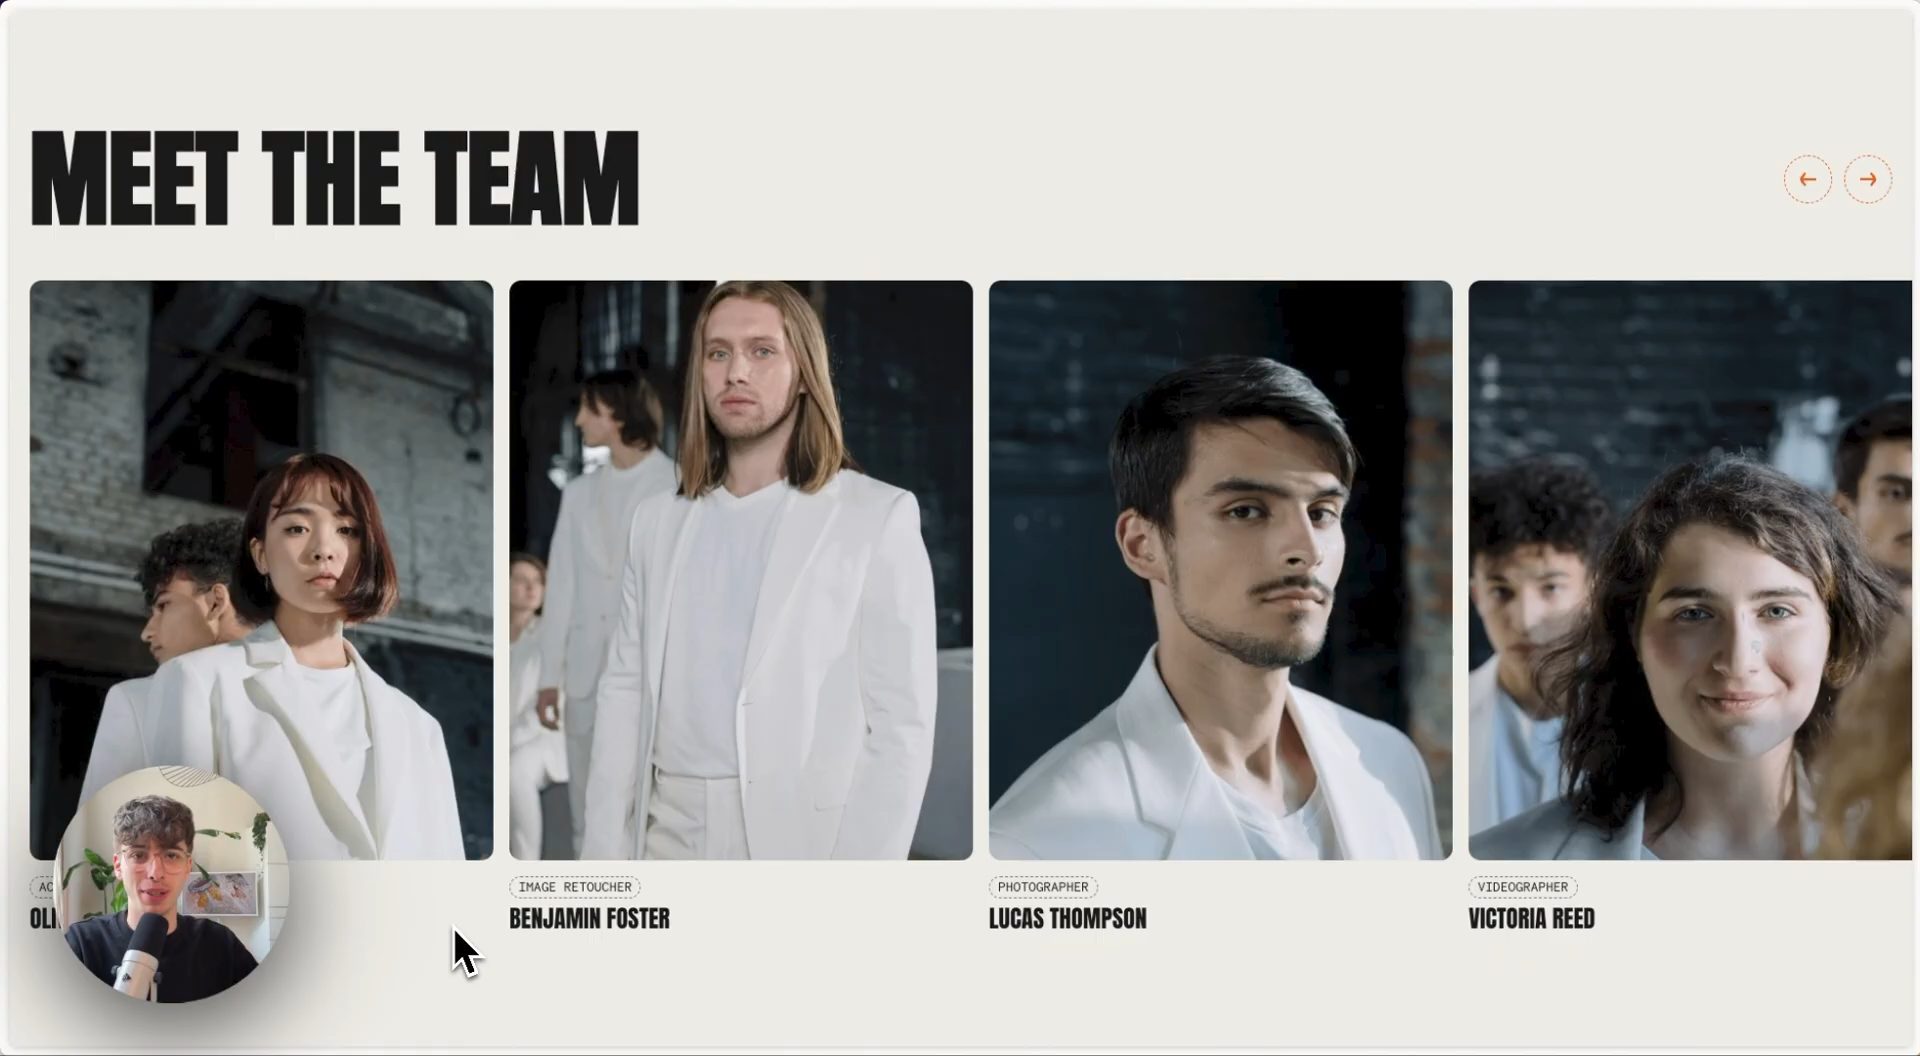 MEET THE TEAM
IMAGE RETOUCHER
BENJAMIN FOSTER
PHOTOGRAPHER
LUCAS THOMPSON
VIDEOGRAPHER
VICTORIA REED